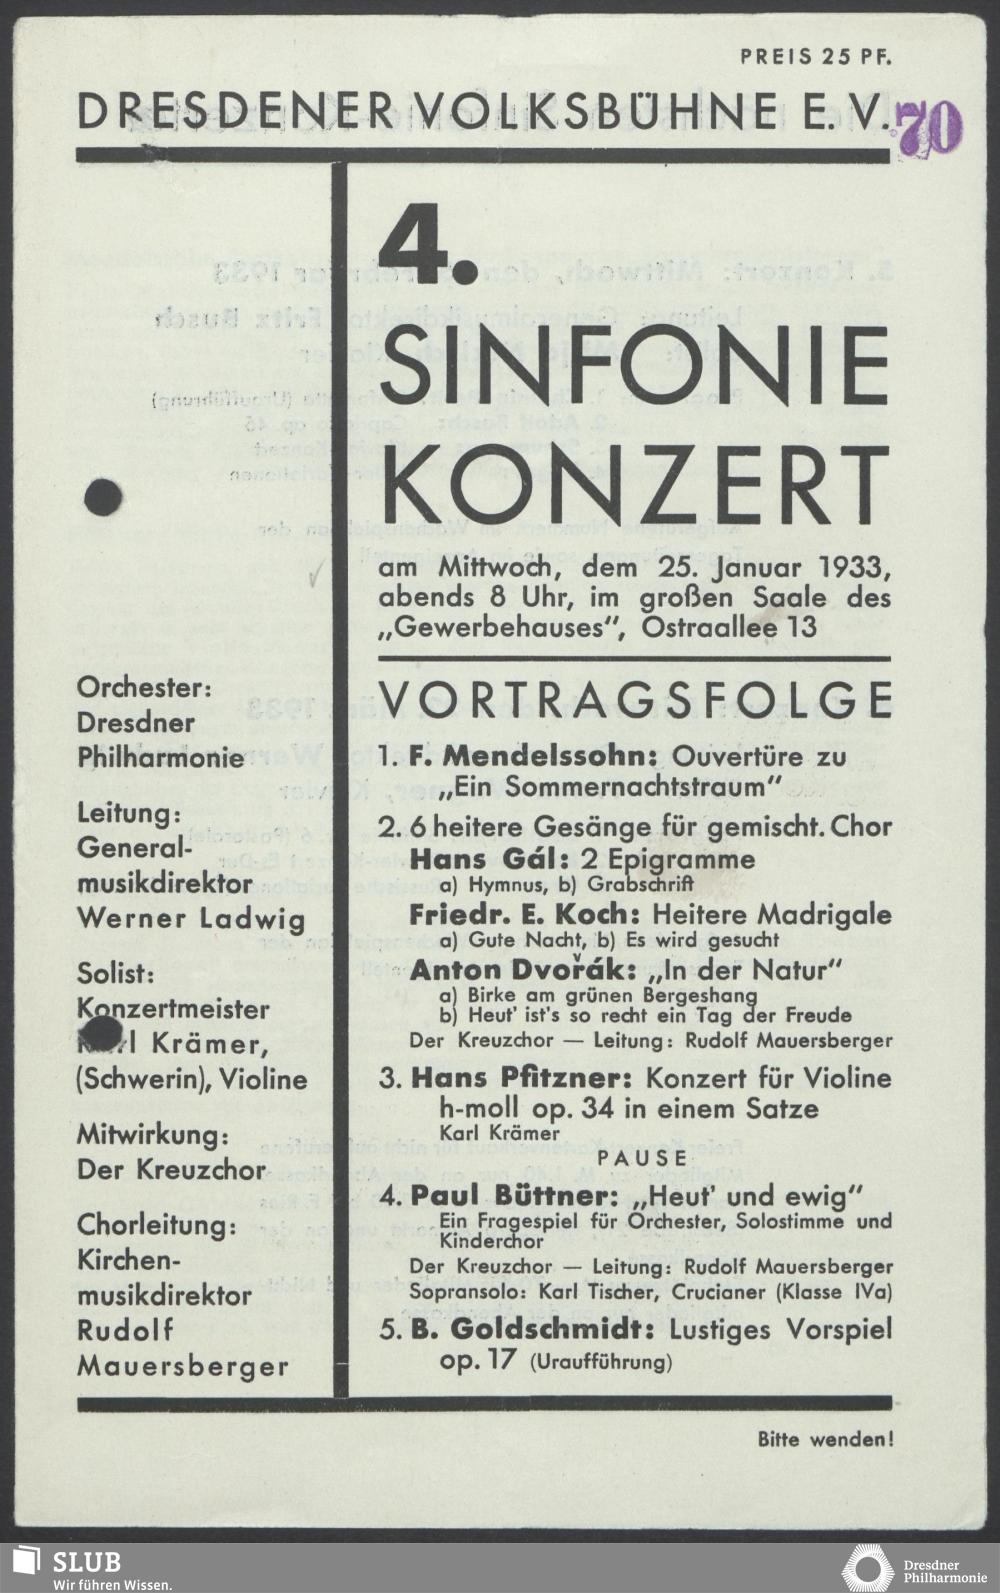 PREIS 25 PF.
DRESDENER VOLKSBÜHNE E. V.
70
4.
SINFONIE
KONZERT
am Mittwoch, dem 25. Januar 1933,
abends 8 Uhr, im großen Saale des
„Gewerbehauses“, Ostraallee 13
Orchester:
Dresdner
Philharmonie
Leitung:
General-
musikdirektor
Werner Ladwig
Solist:
Konzertmeister
Krämer,
(Schwerin), Violine
Mitwirkung:
Der Kreuzchor
Chorleitung:
Kirchen-
musikdirektor
Rudolf
Mauersberger
VORTRAGSFOLGE
1. F. Mendelssohn: Ouvertüre zu
„Ein Sommernachtstraum“
2. 6 heitere Gesänge für gemischt. Chor
Hans Gál: 2 Epigramme
a) Hymnus, b) Grabschrift
Friedr. E. Koch: Heitere Madrigale
a) Gute Nacht, b) Es wird gesucht
Anton Dvořák: „In der Natur“
a) Birke am grünen Bergeshang
b) Heut' ist's so recht ein Tag der Freude
Der Kreuzchor — Leitung: Rudolf Mauersberger
3. Hans Pfitzner: Konzert für Violine
h-moll op. 34 in einem Satze
Karl Krämer
PAUSE
4. Paul Büttner: „Heut' und ewig“
Ein Fragespiel für Orchester, Solostimme und
Kinderchor
Der Kreuzchor — Leitung: Rudolf Mauersberger
Sopransolo: Karl Tischer, Crucianer (Klasse IVa)
5. B. Goldschmidt: Lustiges Vorspiel
op. 17 (Uraufführung)
Bitte wenden!
SLUB
Wir führen Wissen.
Dresdner
Philharmonie